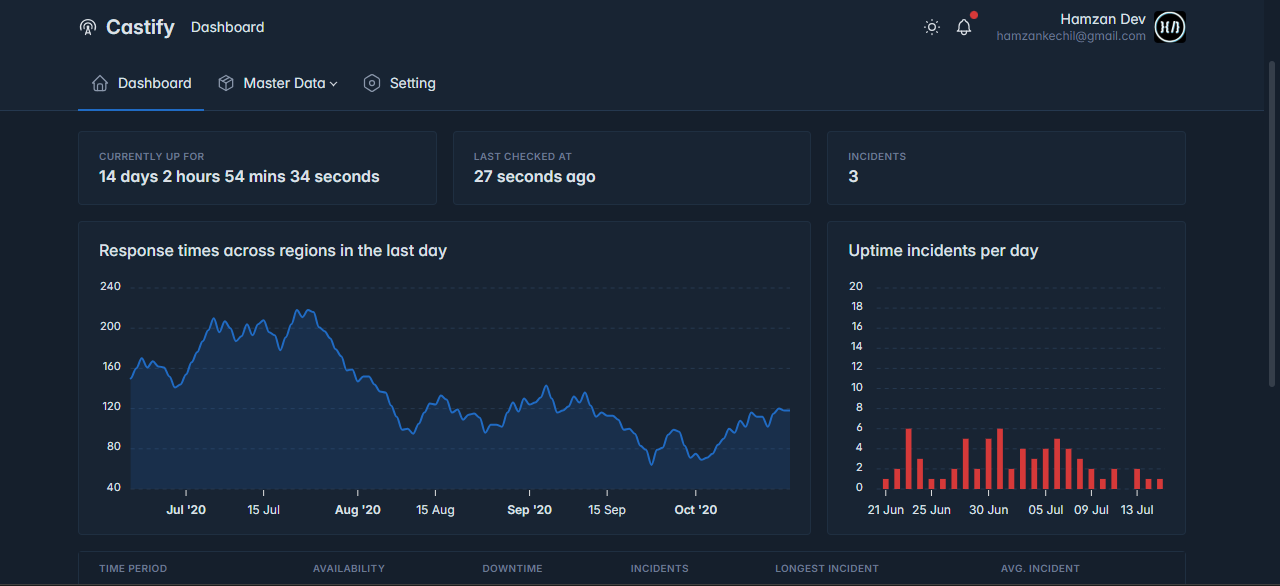 Castify Dashboard
Hamzan Dev
hamzankechil@gmail.com
Dashboard Master Data Setting
CURRENTLY UP FOR
14 days 2 hours 54 mins 34 seconds
LAST CHECKED AT
27 seconds ago
INCIDENTS
3
Response times across regions in the last day
240
200
160
120
80
40
Jul '20 15 Jul Aug '20 15 Aug Sep '20 15 Sep Oct '20
Uptime incidents per day
20
18
16
14
12
10
8
6
4
2
0
21 Jun 25 Jun 30 Jun 05 Jul 09 Jul 13 Jul
TIME PERIOD AVAILABILITY DOWNTIME INCIDENTS LONGEST INCIDENT AVG. INCIDENT